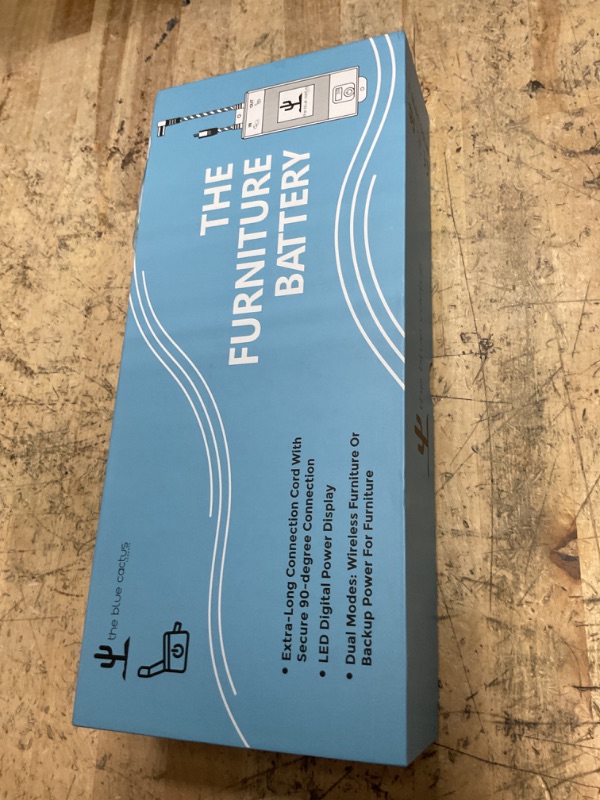 THE
FURNITURE
BATTERY
the blue cactus
• Extra-Long Connection Cord With
Secure 90-degree Connection
• LED Digital Power Display
• Dual Modes: Wireless Furniture Or
Backup Power For Furniture